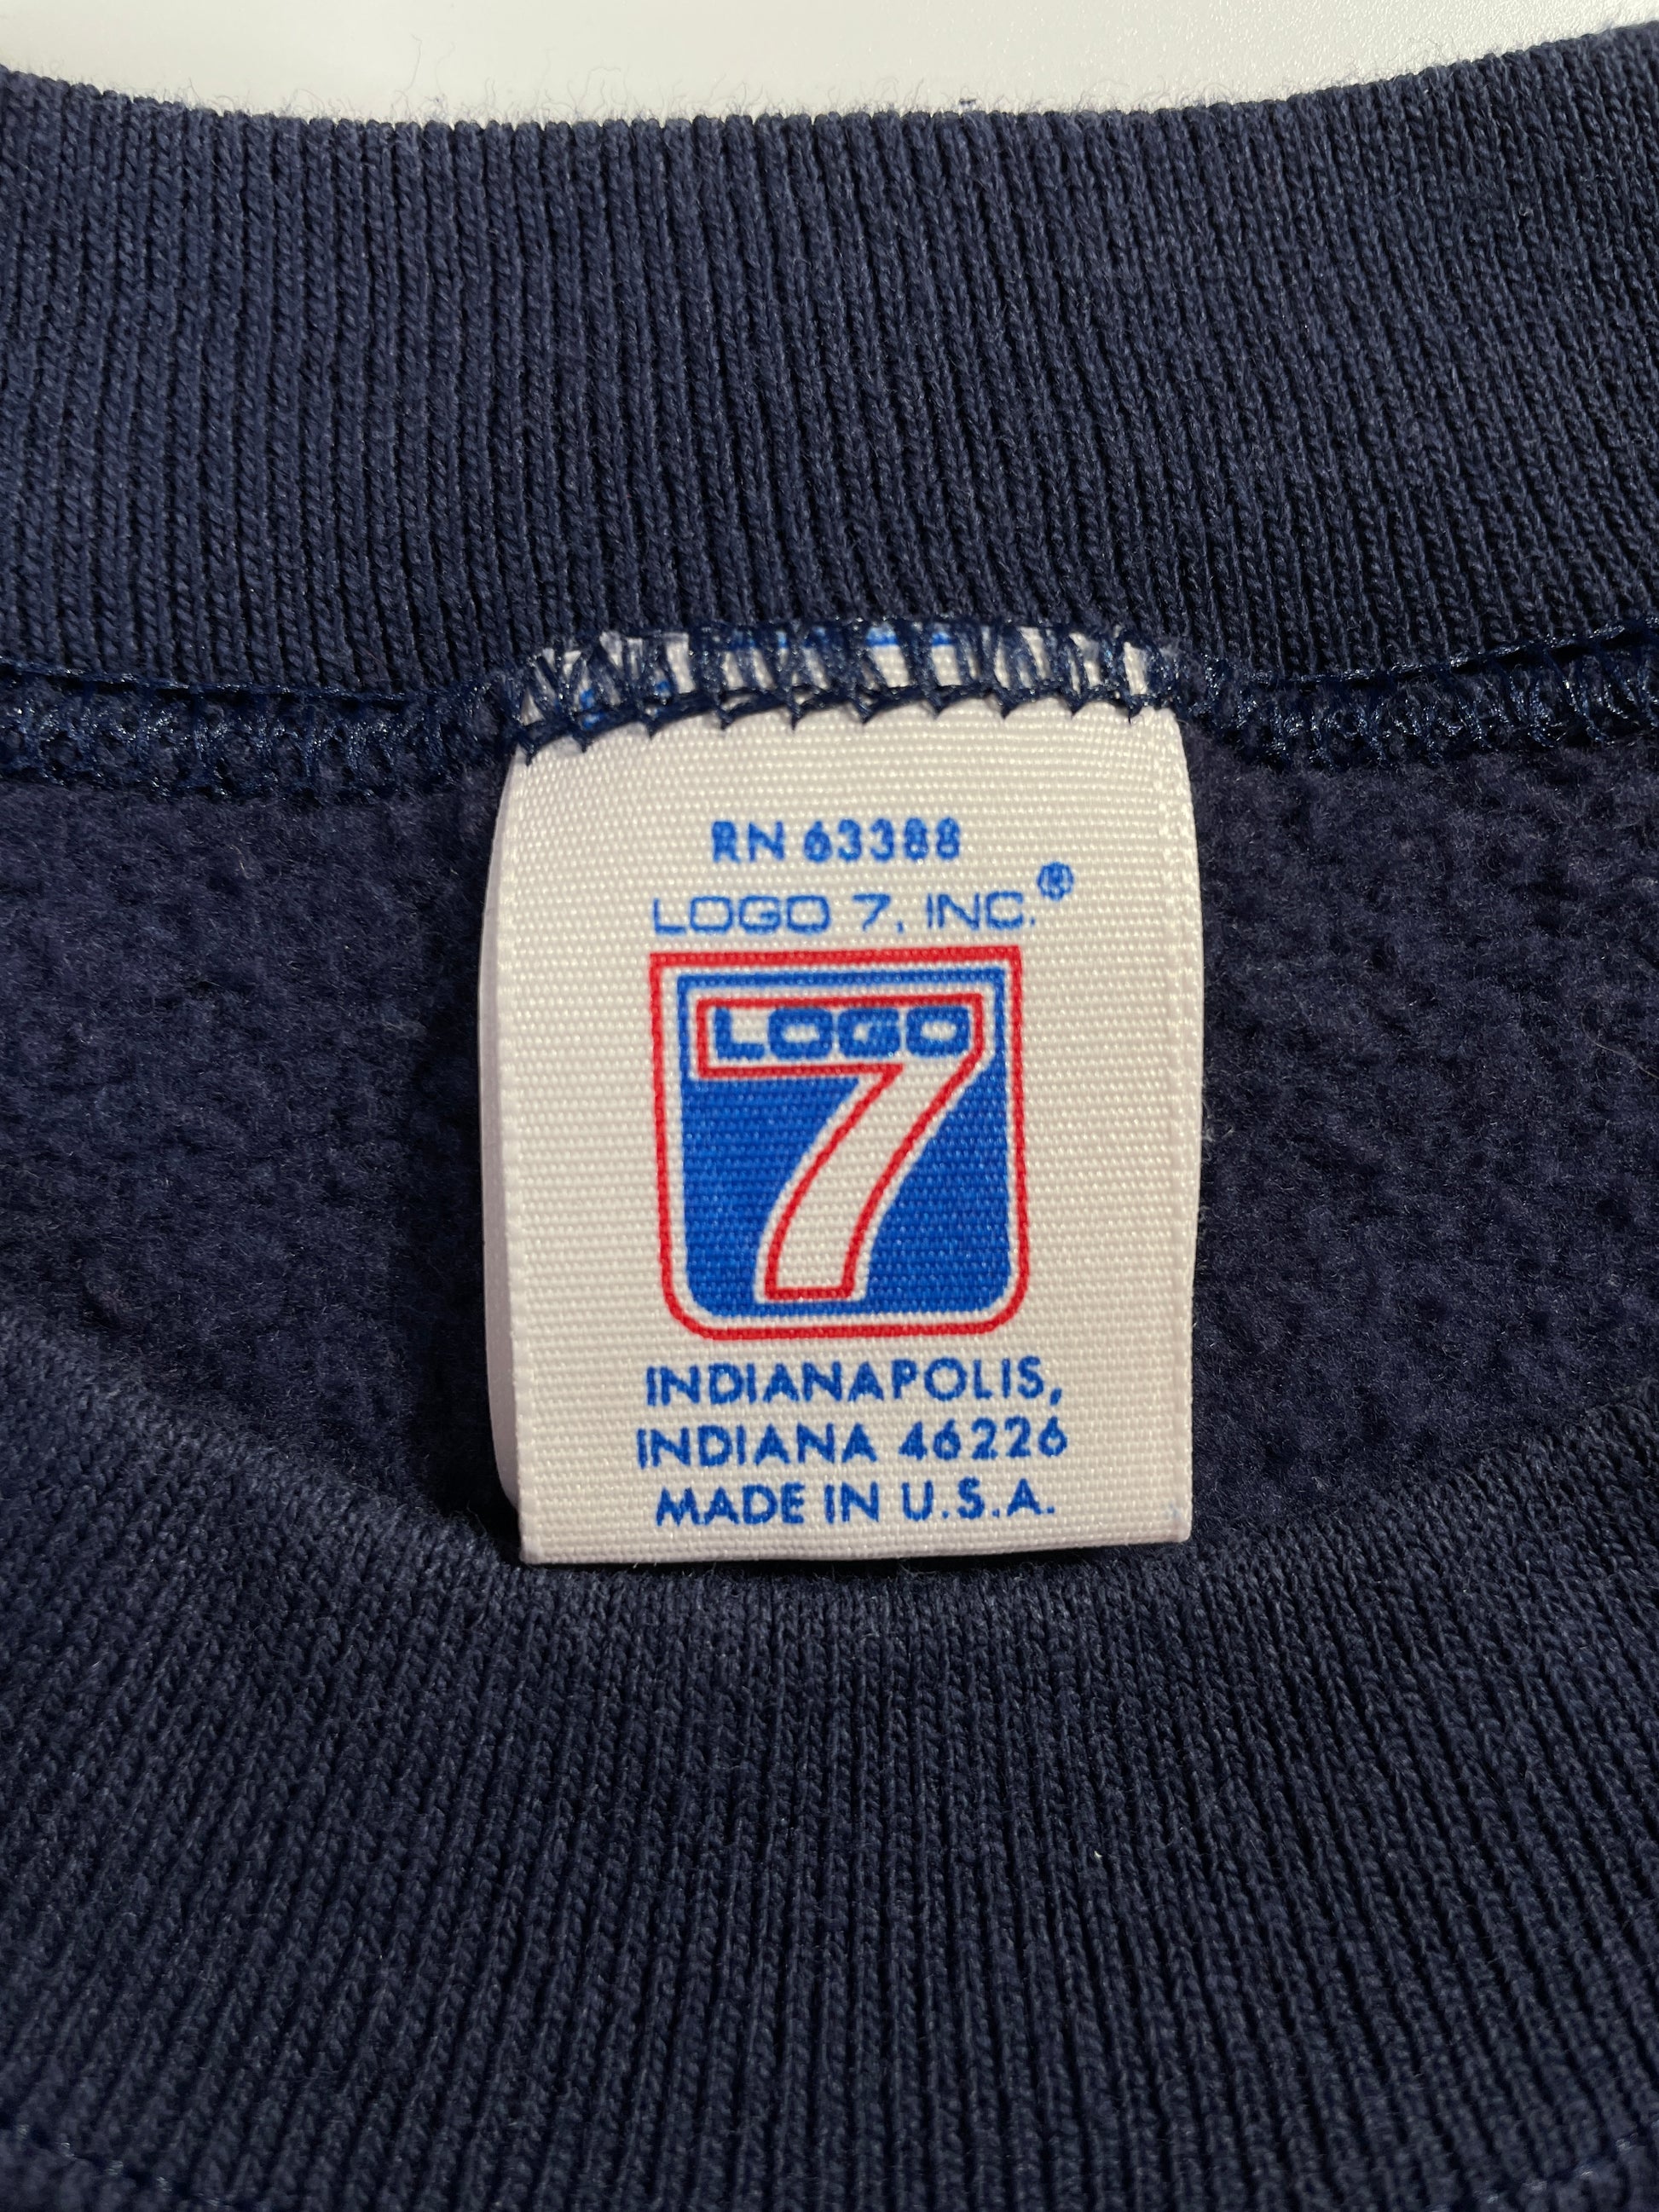 RN 63388
LOGO 7, INC.®
LOGO
7
INDIANAPOLIS,
INDIANA 46226
MADE IN U.S.A.